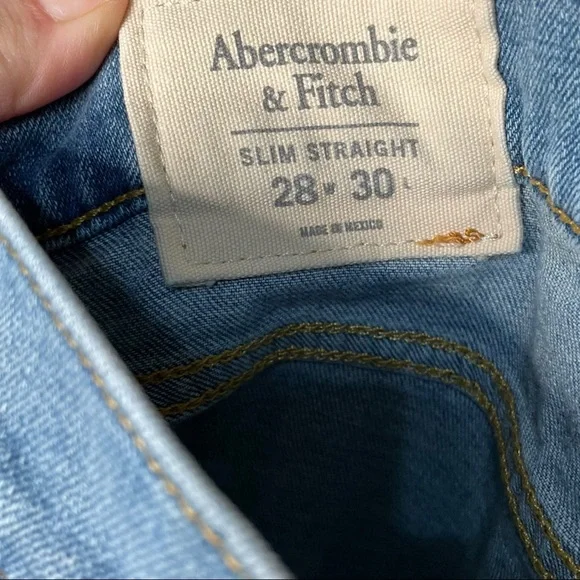 Abercrombie
& Fitch
SLIM STRAIGHT
28 W 30 L
MADE IN MEXICO